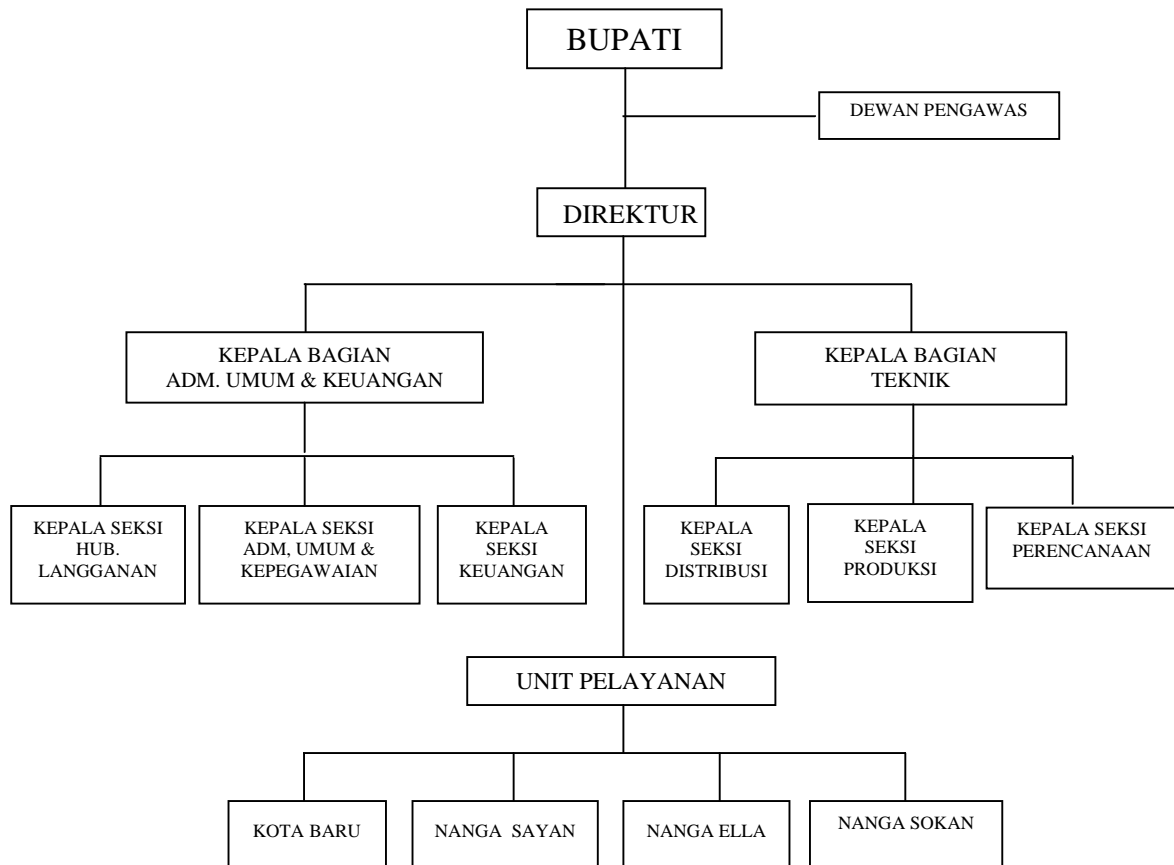 BUPATI
DEWAN PENGAWAS
DIREKTUR
KEPALA BAGIAN
ADM. UMUM & KEUANGAN
KEPALA BAGIAN
TEKNIK
KEPALA SEKSI
HUB.
LANGGANAN
KEPALA SEKSI
ADM, UMUM &
KEPEGAWAIAN
KEPALA
SEKSI
KEUANGAN
KEPALA
SEKSI
DISTRIBUSI
KEPALA
SEKSI
PRODUKSI
KEPALA SEKSI
PERENCANAAN
UNIT PELAYANAN
KOTA BARU
NANGA SAYAN
NANGA ELLA
NANGA SOKAN